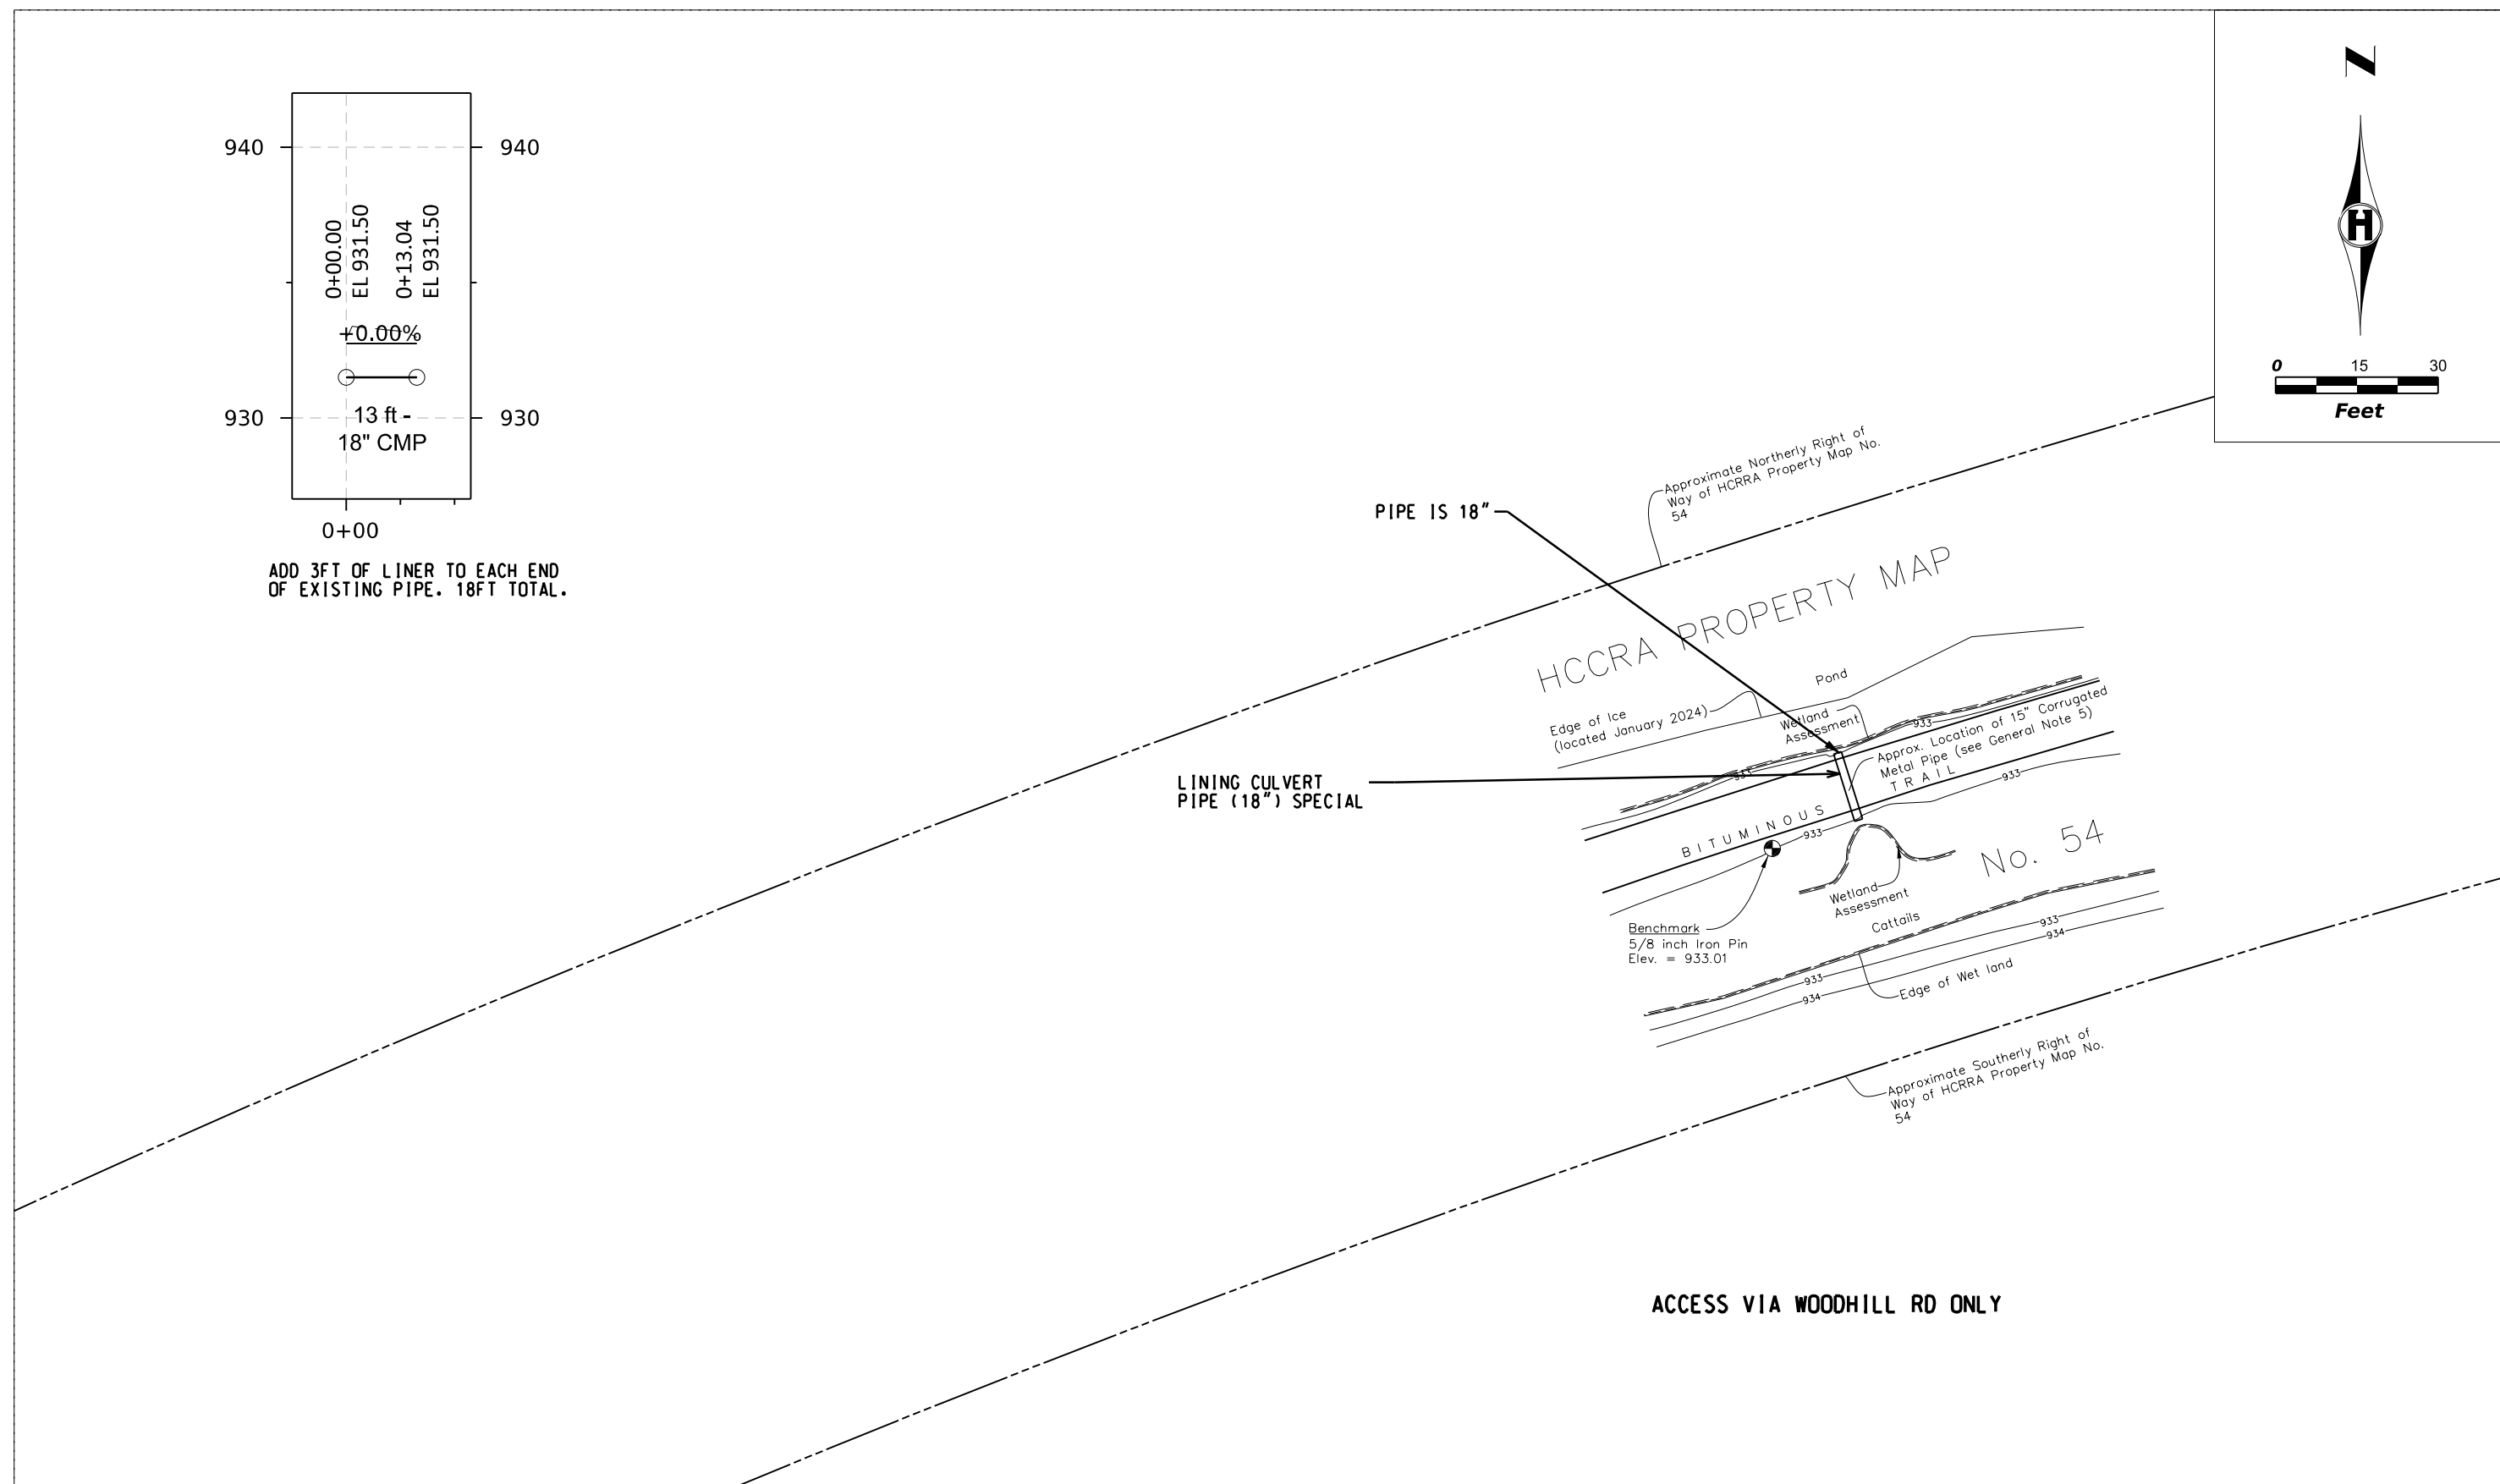 N
H
0 15 30
Feet
940 940
0+00.00
EL 931.50
0+13.04
EL 931.50
+0.00%
930 930
13 ft -
18" CMP
0+00
ADD 3FT OF LINER TO EACH END
OF EXISTING PIPE. 18FT TOTAL.
PIPE IS 18"
Approximate Northerly Right of
Way of HCRRA Property Map No.
54
HCCRA PROPERTY MAP
Pond
Edge of Ice
(located January 2024)
Wetland
Assessment
933
933
Approx. Location of 15" Corrugated
Metal Pipe (see General Note 5)
LINING CULVERT
PIPE (18") SPECIAL
BITUMINOUS TRAIL
933
933
No. 54
Wetland
Assessment
Cattails
Benchmark
5/8 inch Iron Pin
Elev. = 933.01
933
934
933
934
Edge of Wet land
Approximate Southerly Right of
Way of HCRRA Property Map No.
54
ACCESS VIA WOODHILL RD ONLY